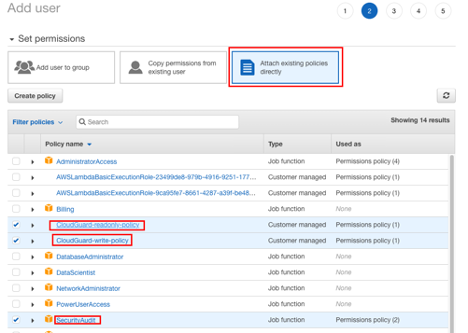 Add user
1 2 3 4 5
Set permissions
Add user to group
Copy permissions from
existing user
Attach existing policies
directly
Create policy
Filter policies
Search
Showing 14 results
Policy name Type Used as
AdministratorAccess Job function Permissions policy (4)
AWSLambdaBasicExecutionRole-23499de8-979b-4916-9251-177... Customer managed Permissions policy (1)
AWSLambdaBasicExecutionRole-9ca95fe7-8661-4287-a39f-be48... Customer managed Permissions policy (1)
Billing Job function None
CloudGuard-readonly-policy Customer managed Permissions policy (1)
CloudGuard-write-policy Customer managed Permissions policy (1)
DatabaseAdministrator Job function None
DataScientist Job function None
NetworkAdministrator Job function None
PowerUserAccess Job function None
SecurityAudit Job function Permissions policy (2)